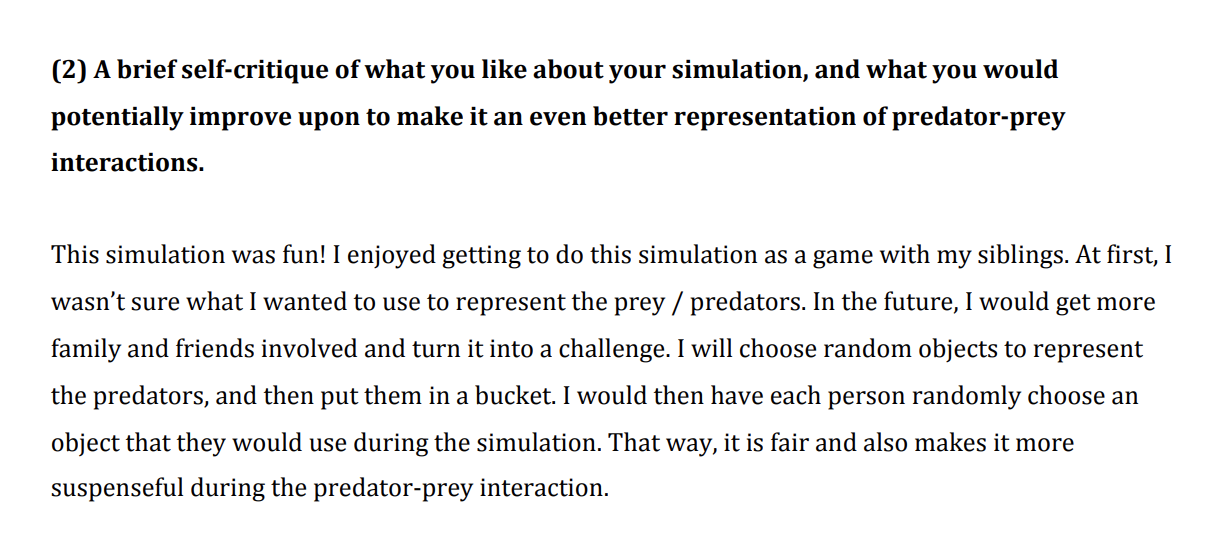 (2) A brief self-critique of what you like about your simulation, and what you would
potentially improve upon to make it an even better representation of predator-prey
interactions.
This simulation was fun! I enjoyed getting to do this simulation as a game with my siblings. At first, I
wasn’t sure what I wanted to use to represent the prey / predators. In the future, I would get more
family and friends involved and turn it into a challenge. I will choose random objects to represent
the predators, and then put them in a bucket. I would then have each person randomly choose an
object that they would use during the simulation. That way, it is fair and also makes it more
suspenseful during the predator-prey interaction.